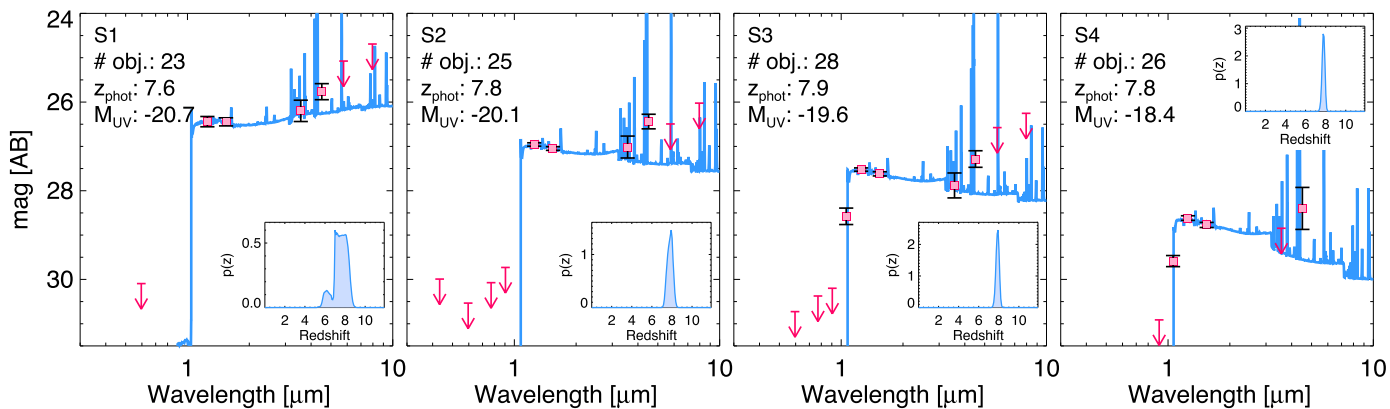 24
26
28
30
mag [AB]
S1
# obj.: 23
z_phot: 7.6
M_UV: -20.7
0.5
0.0
p(z)
2 4 6 8 10
Redshift
1 10
Wavelength [μm]
S2
# obj.: 25
z_phot: 7.8
M_UV: -20.1
1
0
p(z)
2 4 6 8 10
Redshift
1 10
Wavelength [μm]
S3
# obj.: 28
z_phot: 7.9
M_UV: -19.6
2
1
0
p(z)
2 4 6 8 10
Redshift
1 10
Wavelength [μm]
S4
# obj.: 26
z_phot: 7.8
M_UV: -18.4
3
2
1
0
p(z)
2 4 6 8 10
Redshift
1 10
Wavelength [μm]